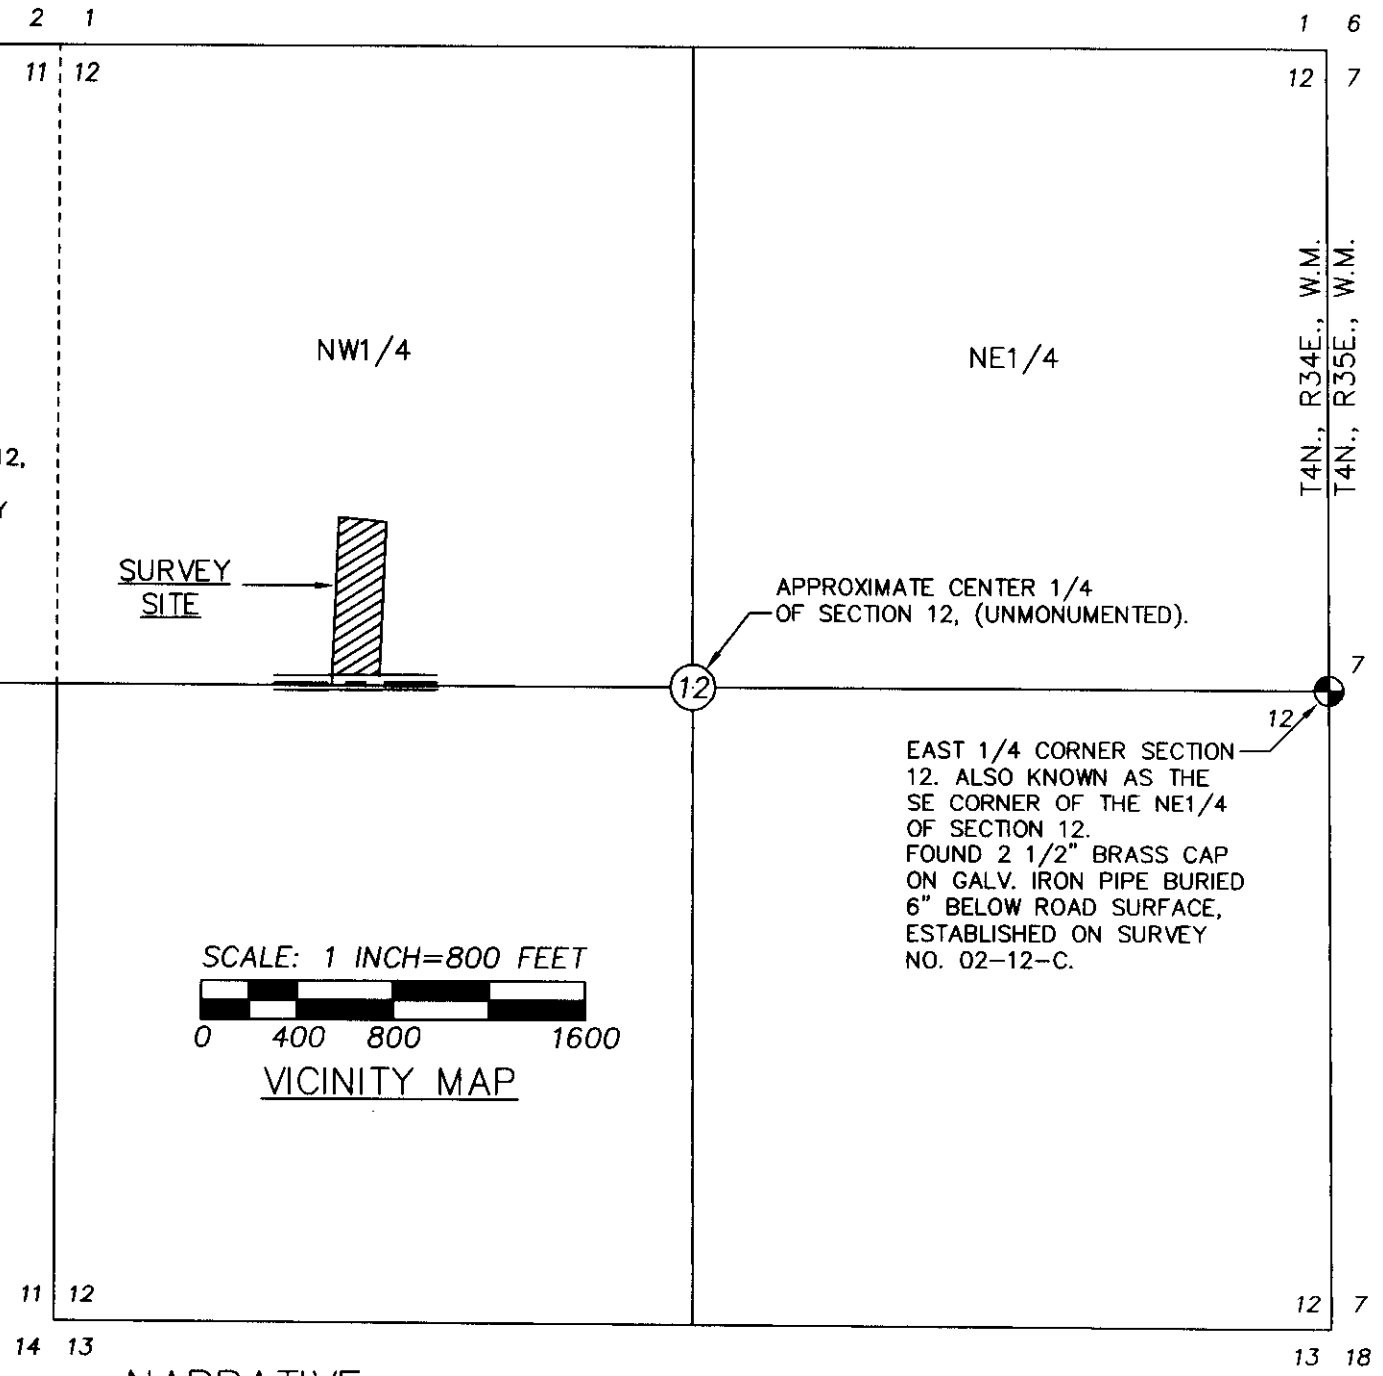 2 1
1 6
11 12
12 7
T4N., R34E., W.M.
T4N., R35E., W.M.
NW1/4
NE1/4
12,
Y
SURVEY
SITE
APPROXIMATE CENTER 1/4
OF SECTION 12, (UNMONUMENTED).
12
7
12
EAST 1/4 CORNER SECTION
12. ALSO KNOWN AS THE
SE CORNER OF THE NE1/4
OF SECTION 12.
FOUND 2 1/2" BRASS CAP
ON GALV. IRON PIPE BURIED
6" BELOW ROAD SURFACE,
ESTABLISHED ON SURVEY
NO. 02-12-C.
SCALE: 1 INCH=800 FEET
0 400 800 1600
VICINITY MAP
11 12
12 7
14 13
13 18
NARRATIVE